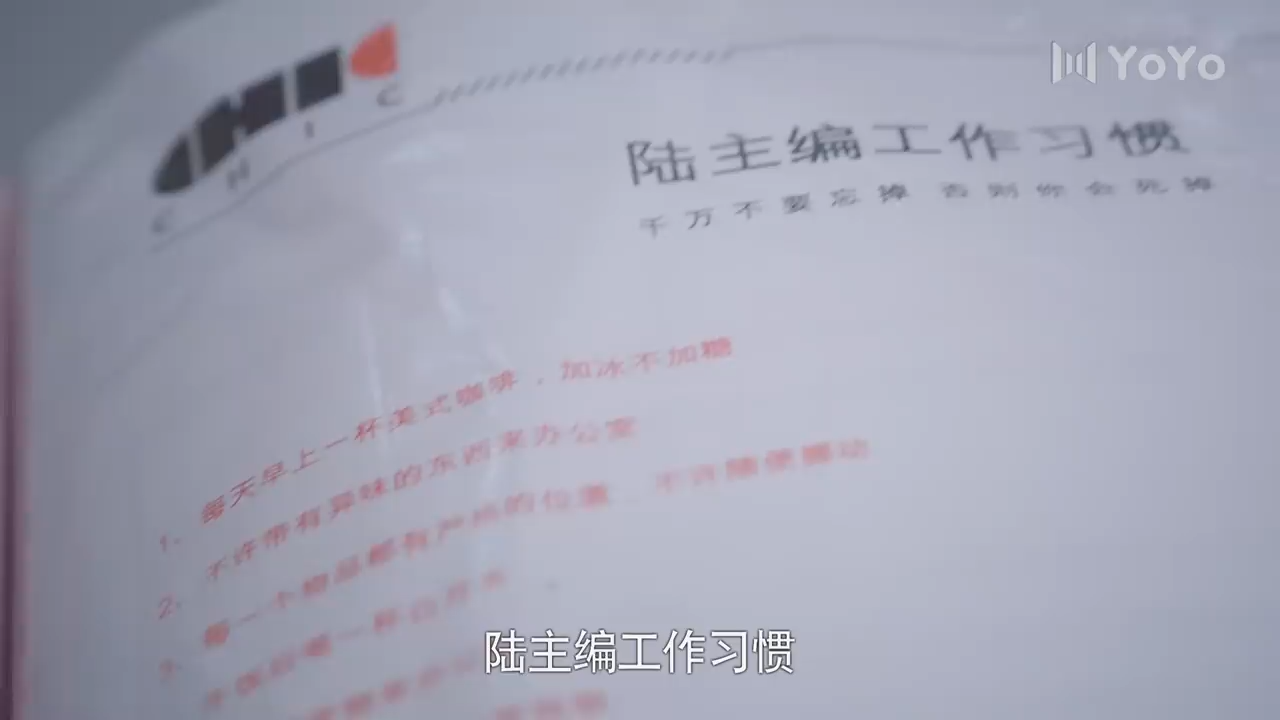 CHIC
C H I C
YoYo
陆主编工作习惯
千万不要忘掉 否则你会死掉
1. 每天早上一杯美式咖啡，加冰不加糖
2. 不许带有异味的东西来办公室
3. 每一个物品都有严格的位置 不许随便挪动
陆主编工作习惯